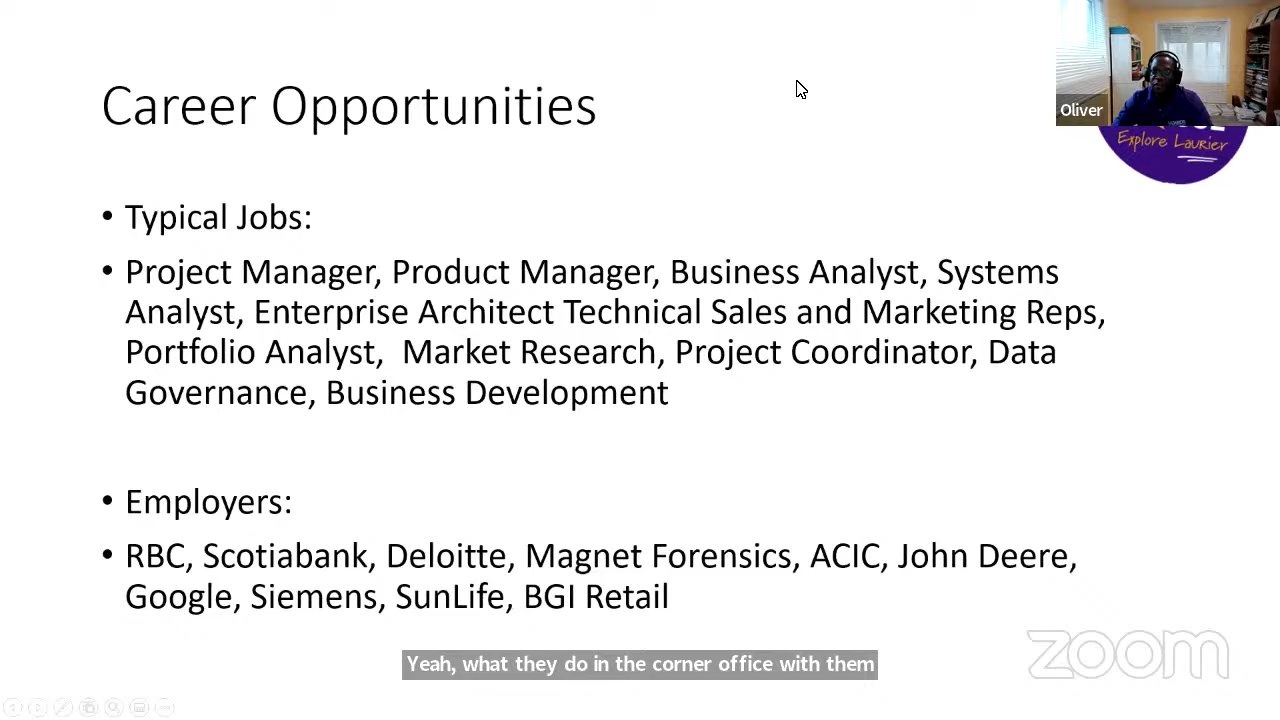 Career Opportunities
Oliver
Explore Laurier
• Typical Jobs:
• Project Manager, Product Manager, Business Analyst, Systems
Analyst, Enterprise Architect Technical Sales and Marketing Reps,
Portfolio Analyst,  Market Research, Project Coordinator, Data
Governance, Business Development
• Employers:
• RBC, Scotiabank, Deloitte, Magnet Forensics, ACIC, John Deere,
Google, Siemens, SunLife, BGI Retail
Yeah, what they do in the corner office with them
zoom